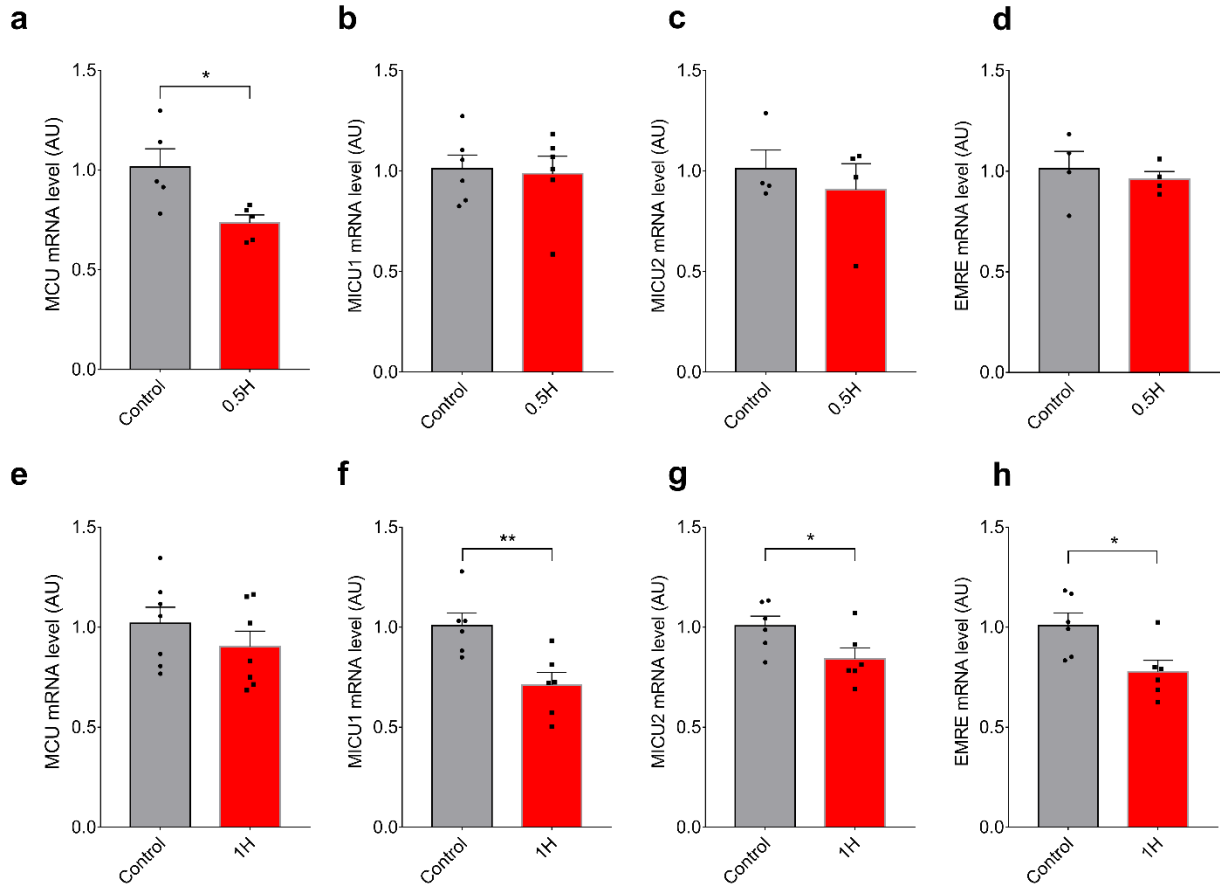 a
b
c
d
MCU mRNA level (AU)
1.5
1.0
0.5
0.0
*
Control
0.5H
MICU1 mRNA level (AU)
1.5
1.0
0.5
0.0
Control
0.5H
MICU2 mRNA level (AU)
1.5
1.0
0.5
0.0
Control
0.5H
EMRE mRNA level (AU)
1.5
1.0
0.5
0.0
Control
0.5H
e
f
g
h
MCU mRNA level (AU)
1.5
1.0
0.5
0.0
Control
1H
MICU1 mRNA level (AU)
1.5
1.0
0.5
0.0
**
Control
1H
MICU2 mRNA level (AU)
1.5
1.0
0.5
0.0
*
Control
1H
EMRE mRNA level (AU)
1.5
1.0
0.5
0.0
*
Control
1H